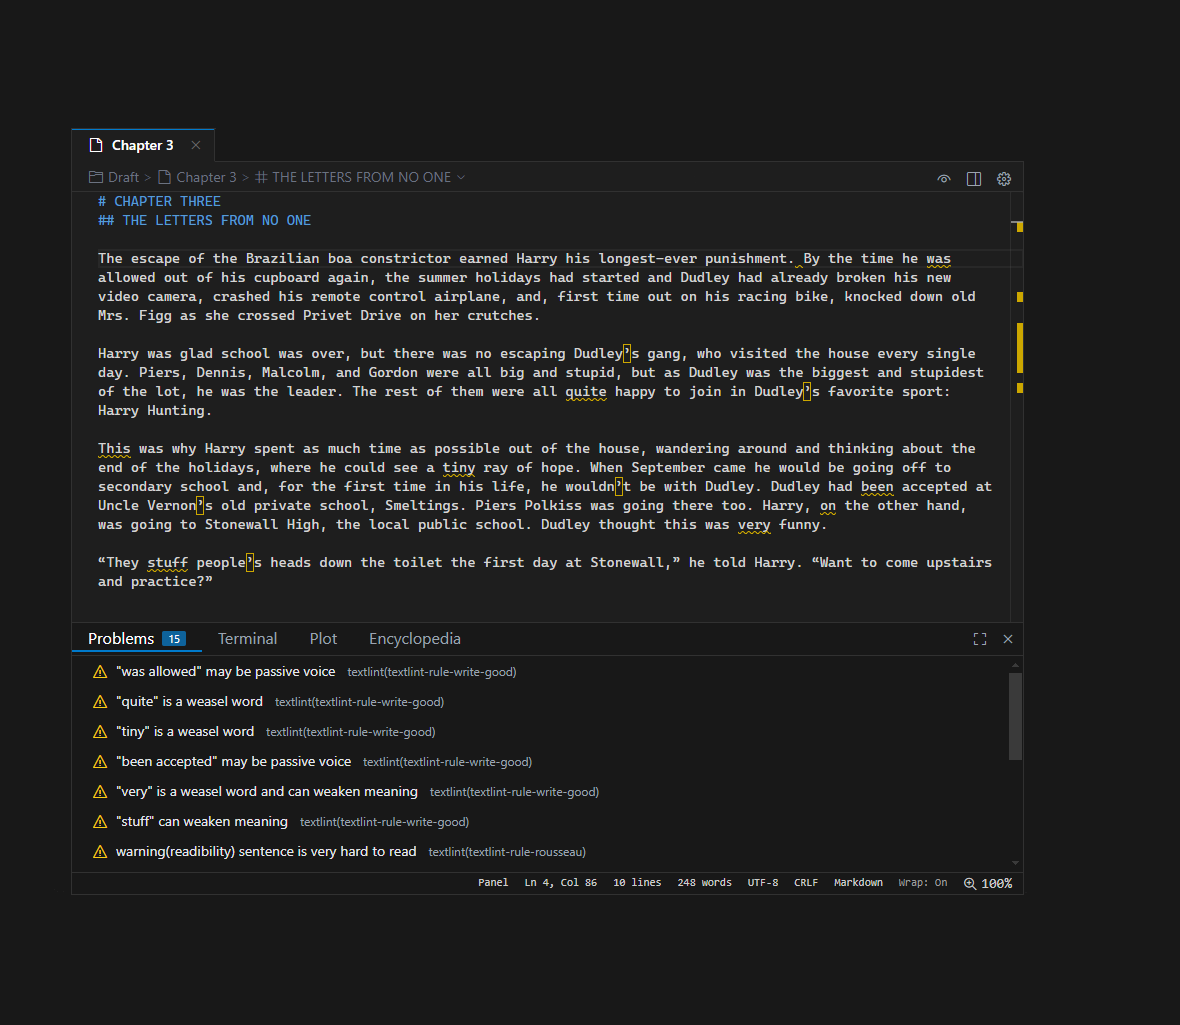 Chapter 3
Draft > Chapter 3 > THE LETTERS FROM NO ONE
# CHAPTER THREE
## THE LETTERS FROM NO ONE
The escape of the Brazilian boa constrictor earned Harry his longest-ever punishment. By the time he was
allowed out of his cupboard again, the summer holidays had started and Dudley had already broken his new
video camera, crashed his remote control airplane, and, first time out on his racing bike, knocked down old
Mrs. Figg as she crossed Privet Drive on her crutches.
Harry was glad school was over, but there was no escaping Dudley’s gang, who visited the house every single
day. Piers, Dennis, Malcolm, and Gordon were all big and stupid, but as Dudley was the biggest and stupidest
of the lot, he was the leader. The rest of them were all quite happy to join in Dudley’s favorite sport:
Harry Hunting.
This was why Harry spent as much time as possible out of the house, wandering around and thinking about the
end of the holidays, where he could see a tiny ray of hope. When September came he would be going off to
secondary school and, for the first time in his life, he wouldn’t be with Dudley. Dudley had been accepted at
Uncle Vernon’s old private school, Smeltings. Piers Polkiss was going there too. Harry, on the other hand,
was going to Stonewall High, the local public school. Dudley thought this was very funny.
“They stuff people’s heads down the toilet the first day at Stonewall,” he told Harry. “Want to come upstairs
and practice?”
Problems 15 Terminal Plot Encyclopedia
"was allowed" may be passive voice textlint(textlint-rule-write-good)
"quite" is a weasel word textlint(textlint-rule-write-good)
"tiny" is a weasel word textlint(textlint-rule-write-good)
"been accepted" may be passive voice textlint(textlint-rule-write-good)
"very" is a weasel word and can weaken meaning textlint(textlint-rule-write-good)
"stuff" can weaken meaning textlint(textlint-rule-write-good)
warning(readibility) sentence is very hard to read textlint(textlint-rule-rousseau)
Panel Ln 4, Col 86 10 lines 248 words UTF-8 CRLF Markdown Wrap: On 100%